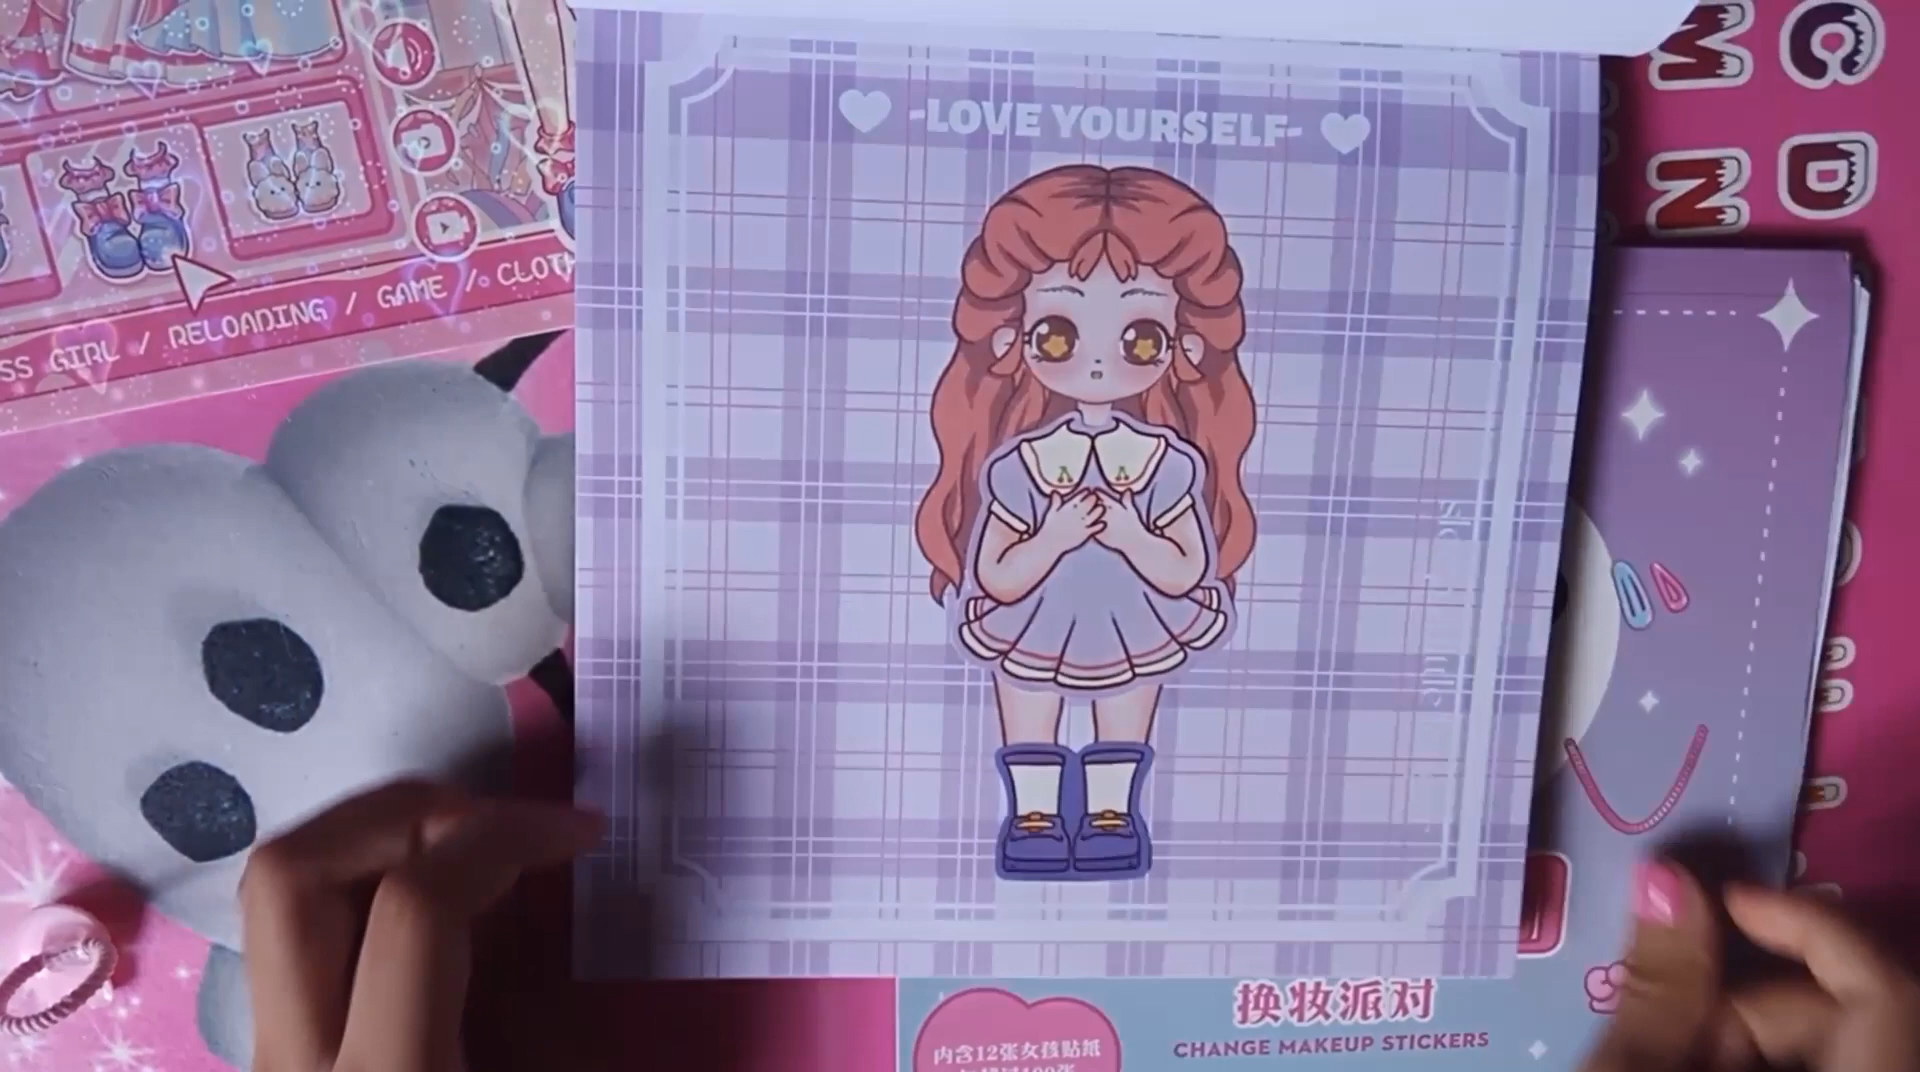 -LOVE YOURSELF-
C
M
D
N
SS GIRL / RELOADING / GAME / CLOTH
换妆派对
CHANGE MAKEUP STICKERS
内含12张女孩贴纸